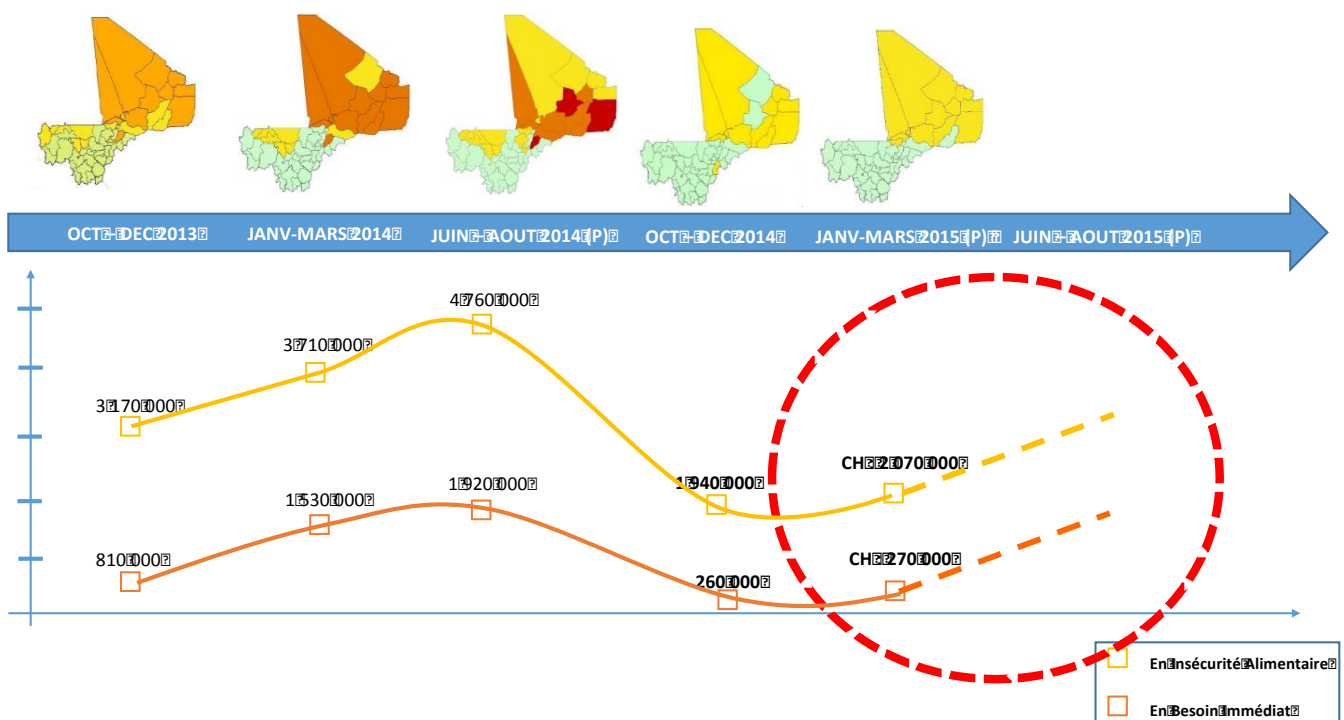 OCT – DEC 2013
JANV-MARS 2014
JUIN – AOUT 2014 (P)
OCT – DEC 2014
JANV-MARS 2015 (P)
JUIN – AOUT 2015 (P)
4 760 000
3 710 000
3 170 000
CH : 2 070 000
1 940 000
1 920 000
1 530 000
810 000
CH : 270 000
260 000
En Insécurité Alimentaire
En Besoin Immédiat